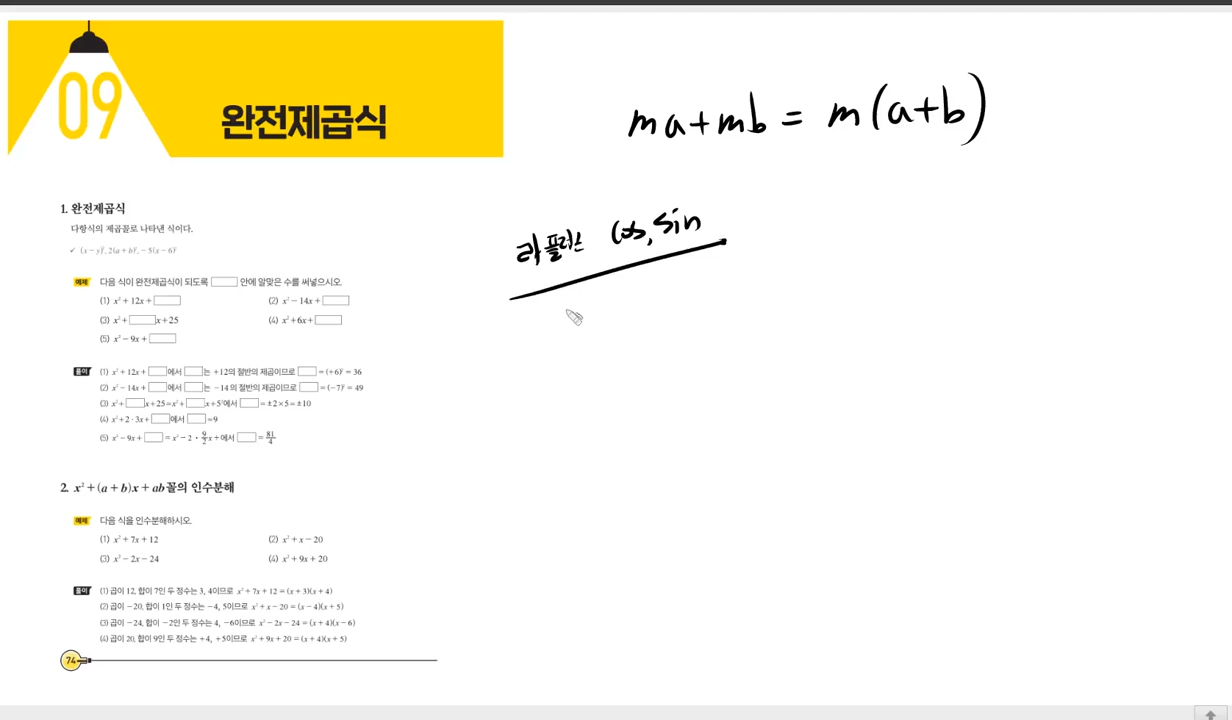 09
완전제곱식
ma+mb = m(a+b)
라플러스 cos, sin
1. 완전제곱식
다항식의 제곱꼴로 나타낸 식이다.
✓ (x−y)², 2(a+b)², −5(x−6)²
예제 다음 식이 완전제곱식이 되도록 □ 안에 알맞은 수를 써넣으시오.
(1) x²+12x+□ (2) x²−14x+□
(3) x²+□x+25 (4) x²+6x+□
(5) x²−9x+□
풀이 (1) x²+12x+□에서 □는 +12의 절반의 제곱이므로 □=(+6)²=36
(2) x²−14x+□에서 □는 −14의 절반의 제곱이므로 □=(−7)²=49
(3) x²+□x+25=x²+□x+5²에서 □=±2×5=±10
(4) x²+2·3x+□에서 □=9
(5) x²−9x+□=x²−2·9/2x+에서 □=81/4
2. x²+(a+b)x+ab꼴의 인수분해
예제 다음 식을 인수분해하시오.
(1) x²+7x+12 (2) x²+x−20
(3) x²−2x−24 (4) x²+9x+20
풀이 (1) 곱이 12, 합이 7인 두 정수는 3, 4이므로 x²+7x+12=(x+3)(x+4)
(2) 곱이 −20, 합이 1인 두 정수는 −4, 5이므로 x²+x−20=(x−4)(x+5)
(3) 곱이 −24, 합이 −2인 두 정수는 4, −6이므로 x²−2x−24=(x+4)(x−6)
(4) 곱이 20, 합이 9인 두 정수는 +4, +5이므로 x²+9x+20=(x+4)(x+5)
74